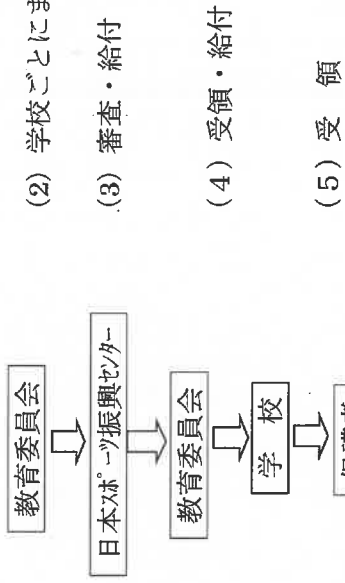 教育委員会
(2) 学校ごとにま
日本スポーツ振興センター
(3) 審査・給付
教育委員会
(4) 受領・給付
学　校
(5) 受　領